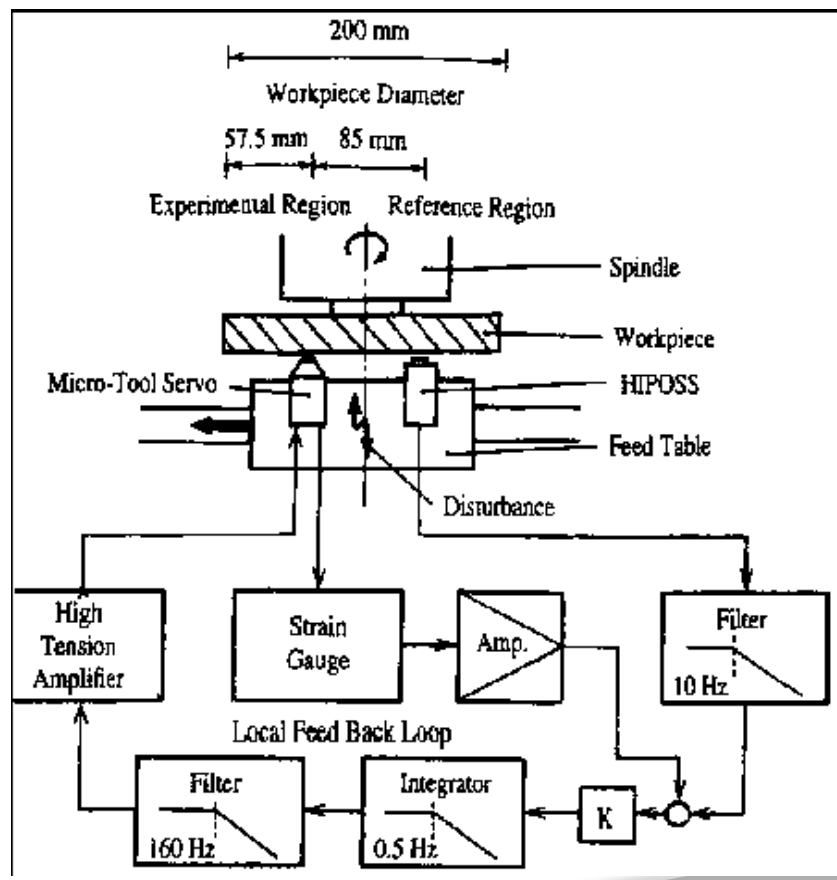 200 mm
Workpiece Diameter
57.5 mm
85 mm
Experimental Region
Reference Region
Spindle
Workpiece
Micro-Tool Servo
HIPOSS
Feed Table
Disturbance
High
Tension
Amplifier
Strain
Gauge
Amp.
Filter
10 Hz
Local Feed Back Loop
Filter
160 Hz
Integrator
0.5 Hz
K